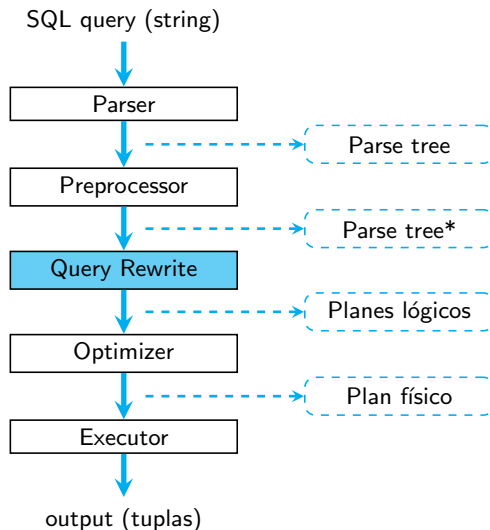 SQL query (string)
Parser
Parse tree
Preprocessor
Parse tree*
Query Rewrite
Planes lógicos
Optimizer
Plan físico
Executor
output (tuplas)